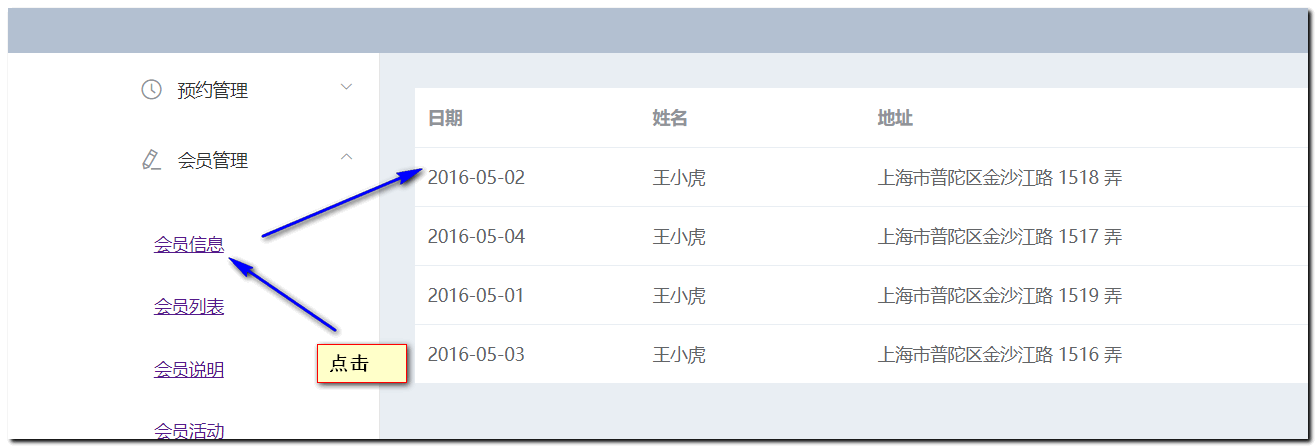 预约管理
会员管理
会员信息
会员列表
会员说明
会员活动
点击
日期 姓名 地址
2016-05-02 王小虎 上海市普陀区金沙江路 1518 弄
2016-05-04 王小虎 上海市普陀区金沙江路 1517 弄
2016-05-01 王小虎 上海市普陀区金沙江路 1519 弄
2016-05-03 王小虎 上海市普陀区金沙江路 1516 弄